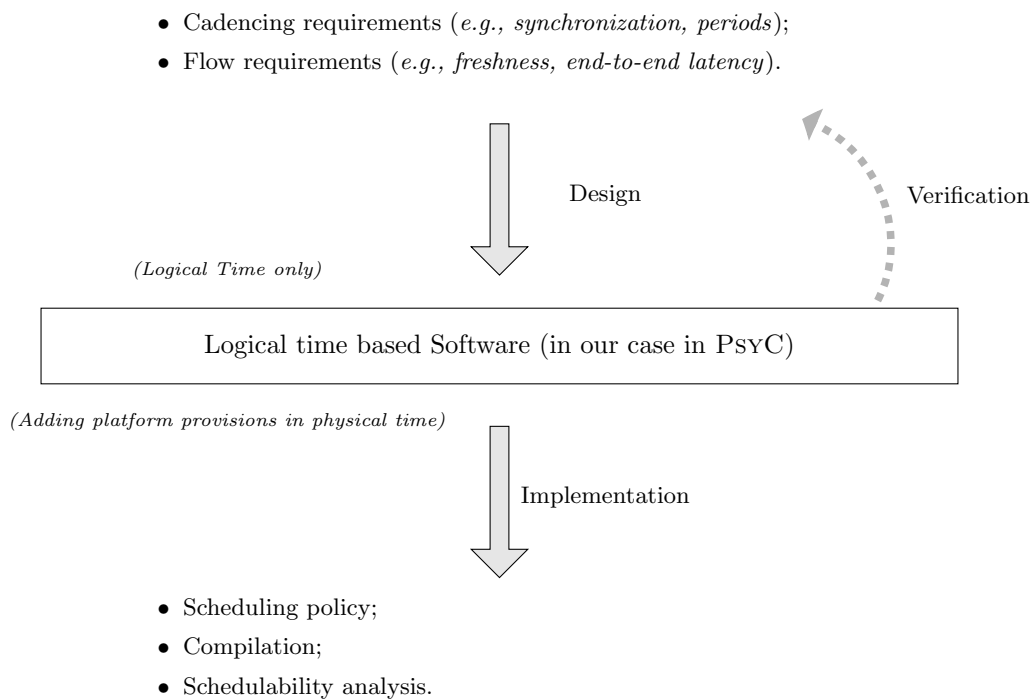 • Cadencing requirements (e.g., synchronization, periods);
• Flow requirements (e.g., freshness, end-to-end latency).
Design
Verification
(Logical Time only)
Logical time based Software (in our case in PSYC)
(Adding platform provisions in physical time)
Implementation
• Scheduling policy;
• Compilation;
• Schedulability analysis.